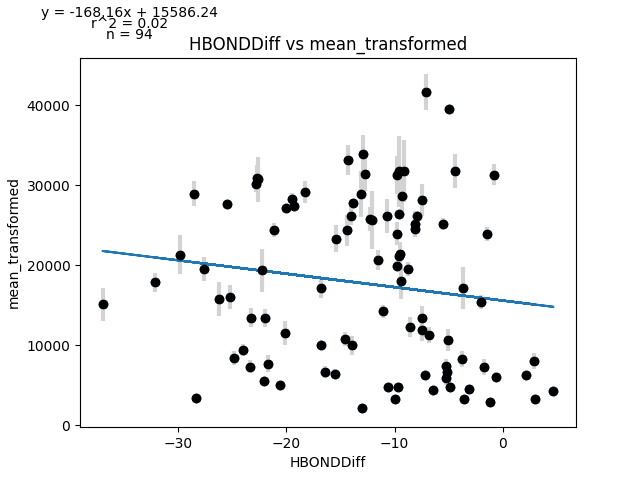 y = -168.16x + 15586.24
r^2 = 0.02
n = 94
HBONDDiff vs mean_transformed
40000
30000
20000
10000
0
mean_transformed
−30
−20
−10
0
HBONDDiff